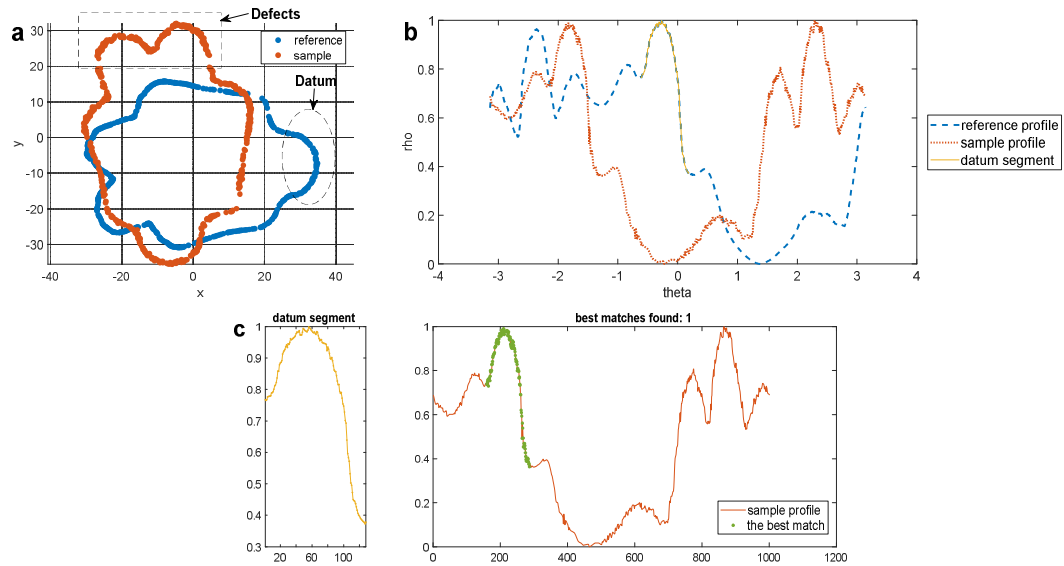 a
Defects
reference
sample
Datum
30
20
10
0
-10
-20
-30
y
-40
-20
0
20
40
x
b
1
0.8
0.6
0.4
0.2
0
rho
-4
-3
-2
-1
0
1
2
3
4
theta
reference profile
sample profile
datum segment
c
datum segment
1
0.9
0.8
0.7
0.6
0.5
0.4
0.3
20
60
100
best matches found: 1
1
0.8
0.6
0.4
0.2
0
0
200
400
600
800
1000
1200
sample profile
the best match